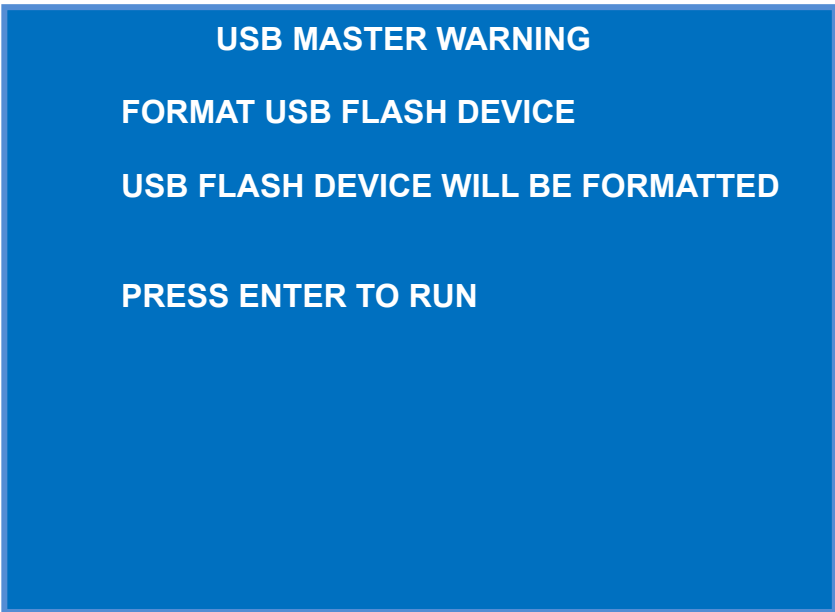 USB MASTER WARNING
FORMAT USB FLASH DEVICE
USB FLASH DEVICE WILL BE FORMATTED
PRESS ENTER TO RUN